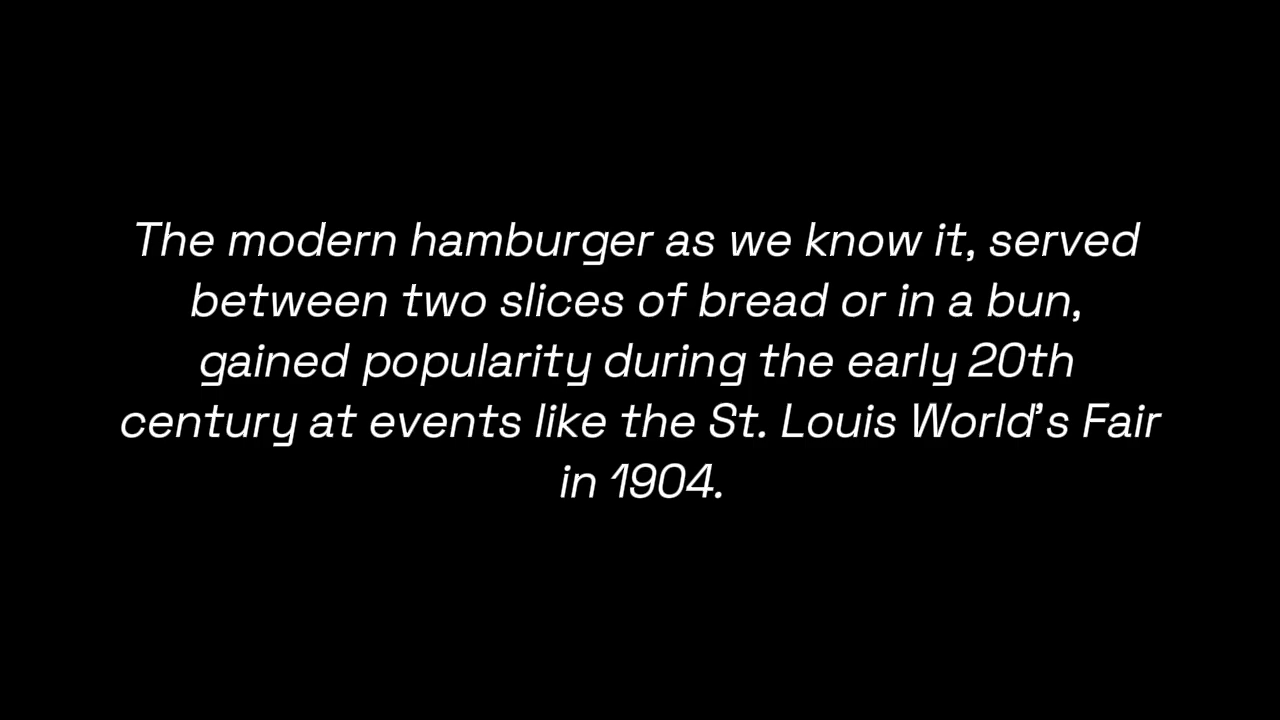 The modern hamburger as we know it, served
between two slices of bread or in a bun,
gained popularity during the early 20th
century at events like the St. Louis World’s Fair
in 1904.